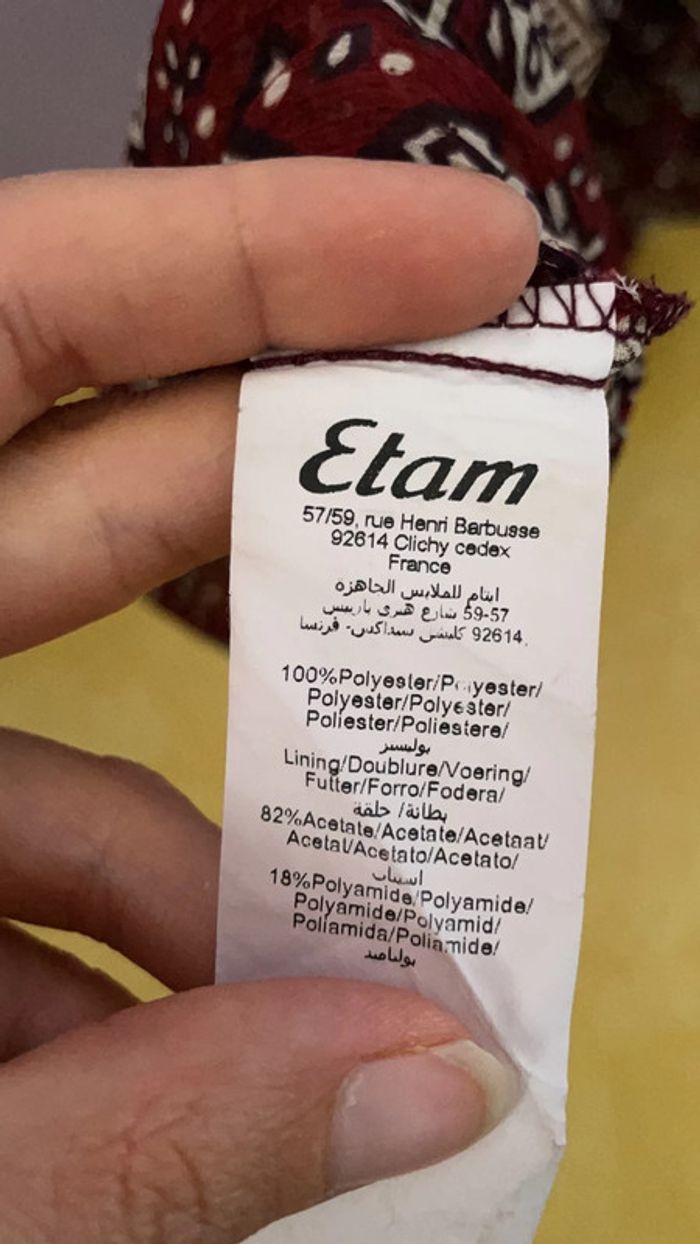 Etam
57/59, rue Henri Barbusse
92614 Clichy cedex
France
ايتام للملابس الجاهزه
59-57 شارع هنري باربيس
92614 كليشي سيداكس- فرنسا
100%Polyester/Polyester/
Polyester/Polyester/
Poliester/Poliestere/
بوليستر
Lining/Doublure/Voering/
Futter/Forro/Fodera/
بطانة/ حلقة
82%Acetate/Acetate/Acetaat/
Acetat/Acetato/Acetato/
اسيتات
18%Polyamide/Polyamide/
Polyamide/Polyamid/
Poliamida/Poliamide/
بولياميد